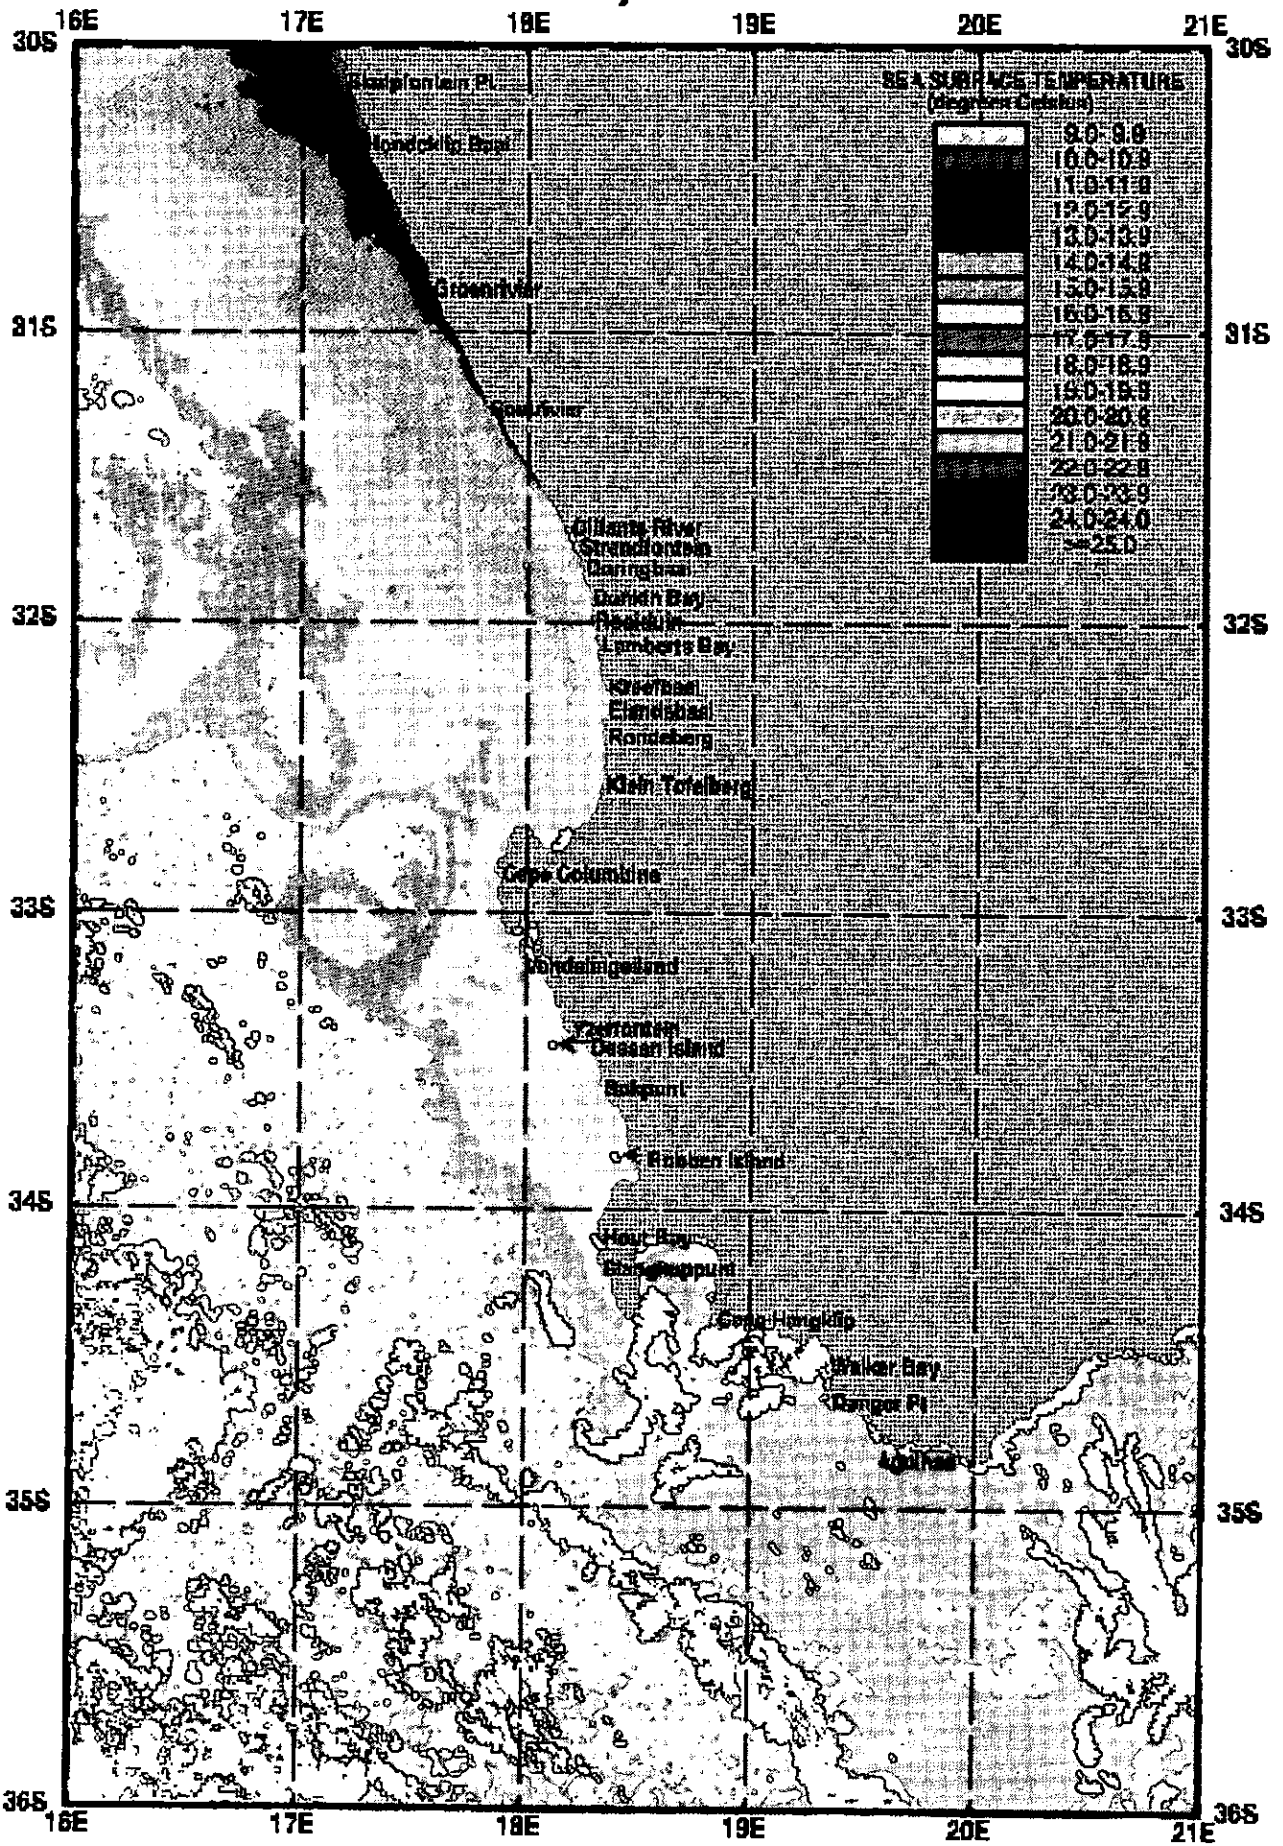 16E 17E 18E 19E 20E 21E
30S 30S
SEA SURFACE TEMPERATURE
(degrees Celsius)
9.0-9.9
10.0-10.9
11.0-11.9
12.0-12.9
13.0-13.9
14.0-14.9
15.0-15.9
16.0-16.9
17.0-17.9
18.0-18.9
19.0-19.9
20.0-20.9
21.0-21.9
22.0-22.9
23.0-23.9
24.0-24.0
>=25.0
Hondeklip Baai
Groenrivier
31S 31S
Olifants River
Strandfontein
Doringbaai
32S 32S
Lamberts Bay
Elandsbaai
Rondeberg
Klein Tafelberg
Cape Columbine
33S 33S
Vondelingeiland
Yzerfontein
Dassen Island
Bokpunt
Robben Island
34S 34S
Hout Bay
Slangkoppunt
Cape Hangklip
Walker Bay
Danger Pt
Agulhas
35S 35S
36S 36S
16E 17E 18E 19E 20E 21E